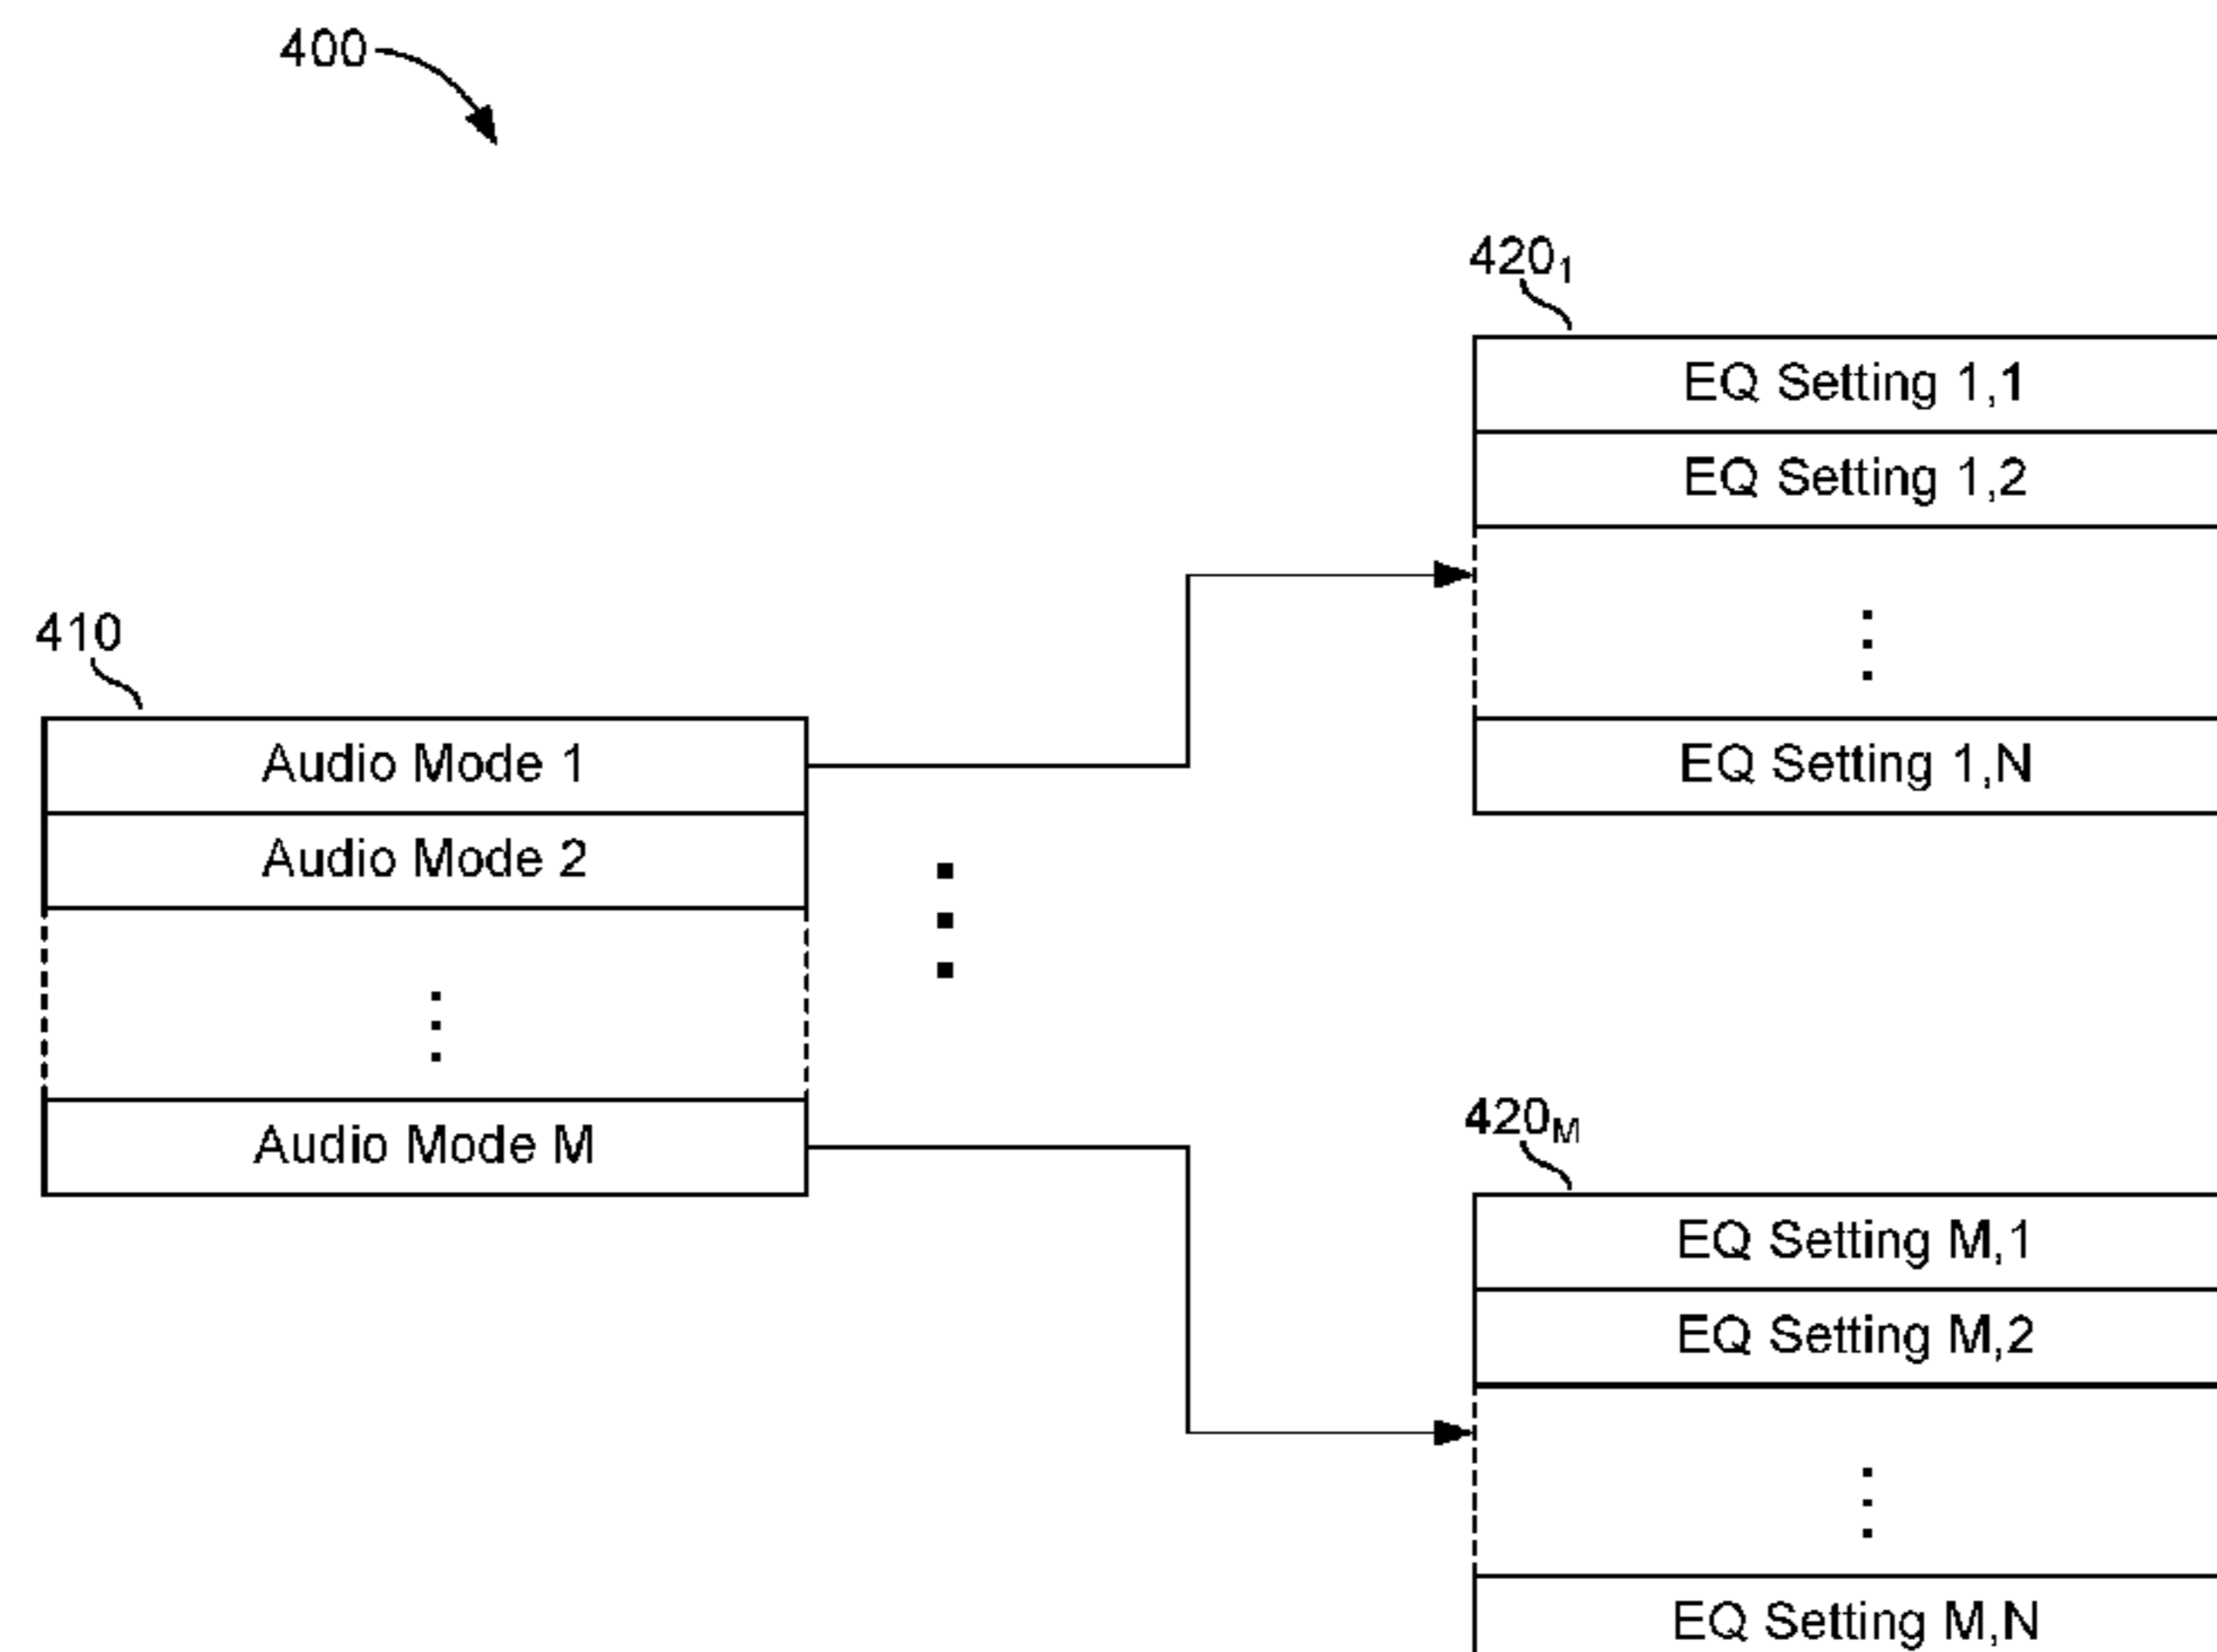 400
420₁
EQ Setting 1,1
EQ Setting 1,2
EQ Setting 1,N
410
Audio Mode 1
Audio Mode 2
Audio Mode M
420M
EQ Setting M,1
EQ Setting M,2
EQ Setting M,N